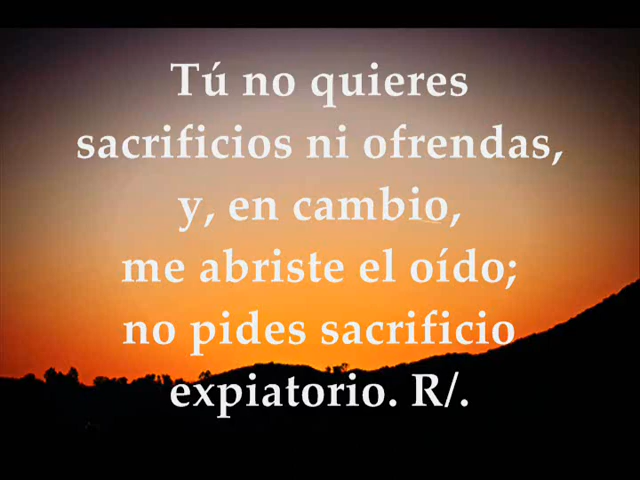 Tú no quieres
sacrificios ni ofrendas,
y, en cambio,
me abriste el oído;
no pides sacrificio
expiatorio. R/.